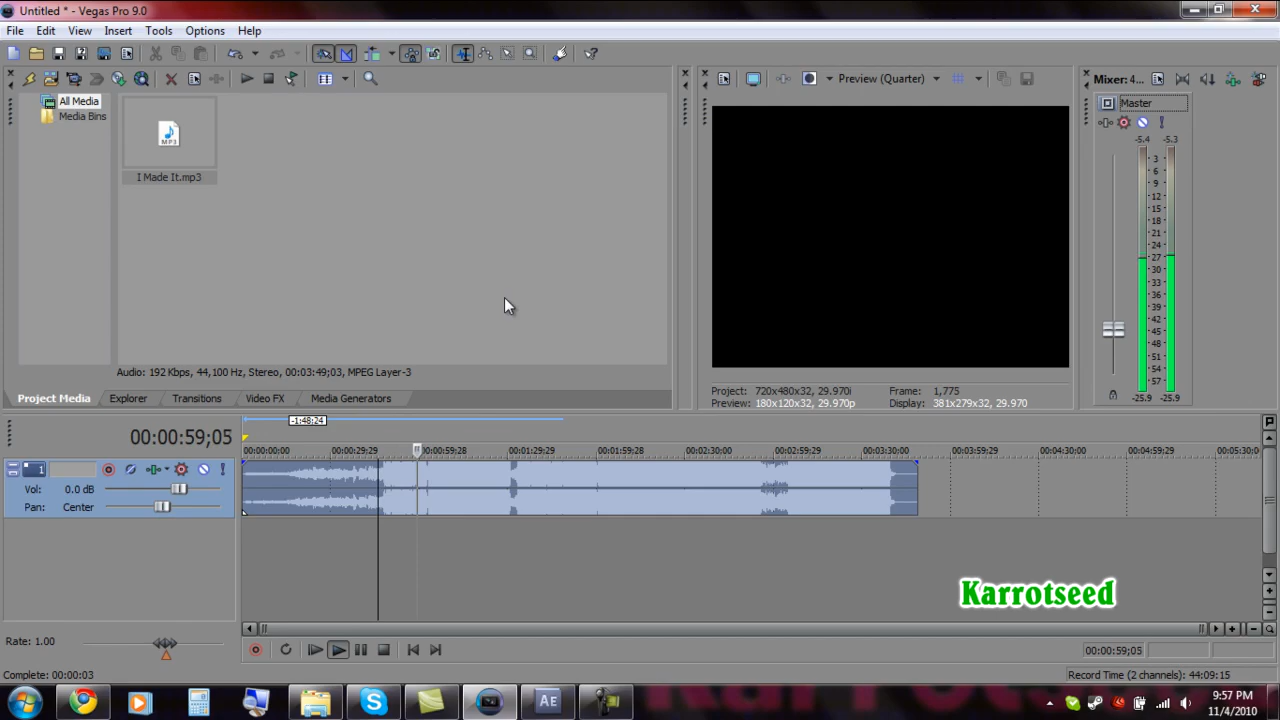 Untitled * - Vegas Pro 9.0
File Edit View Insert Tools Options Help
Preview (Quarter)
Mixer: 4...
All Media
Media Bins
MP3
I Made It.mp3
Master
-5.4 -5.3
3
6
9
12
15
18
21
24
27
30
33
36
39
42
45
48
51
54
57
-25.9 -25.9
Audio: 192 Kbps, 44,100 Hz, Stereo, 00:03:49;03, MPEG Layer-3
Project Media Explorer Transitions Video FX Media Generators
Project: 720x480x32, 29.970i Frame: 1,775
Preview: 180x120x32, 29.970p Display: 381x279x32, 29.970
-1:48;24
00:00:59;05
00:00:00;00 00:00:29;29 00:00:59;28 00:01:29;29 00:01:59;28 00:02:30;00 00:02:59;28 00:03:30;00 00:03:59;29 00:04:30;00 00:04:59;29 00:05:30;0
1
Vol: 0.0 dB
Pan: Center
Karrotseed
Rate: 1.00
00:00:59;05
Complete: 00:00:03
Record Time (2 channels): 44:09:15
AE
9:57 PM
11/4/2010